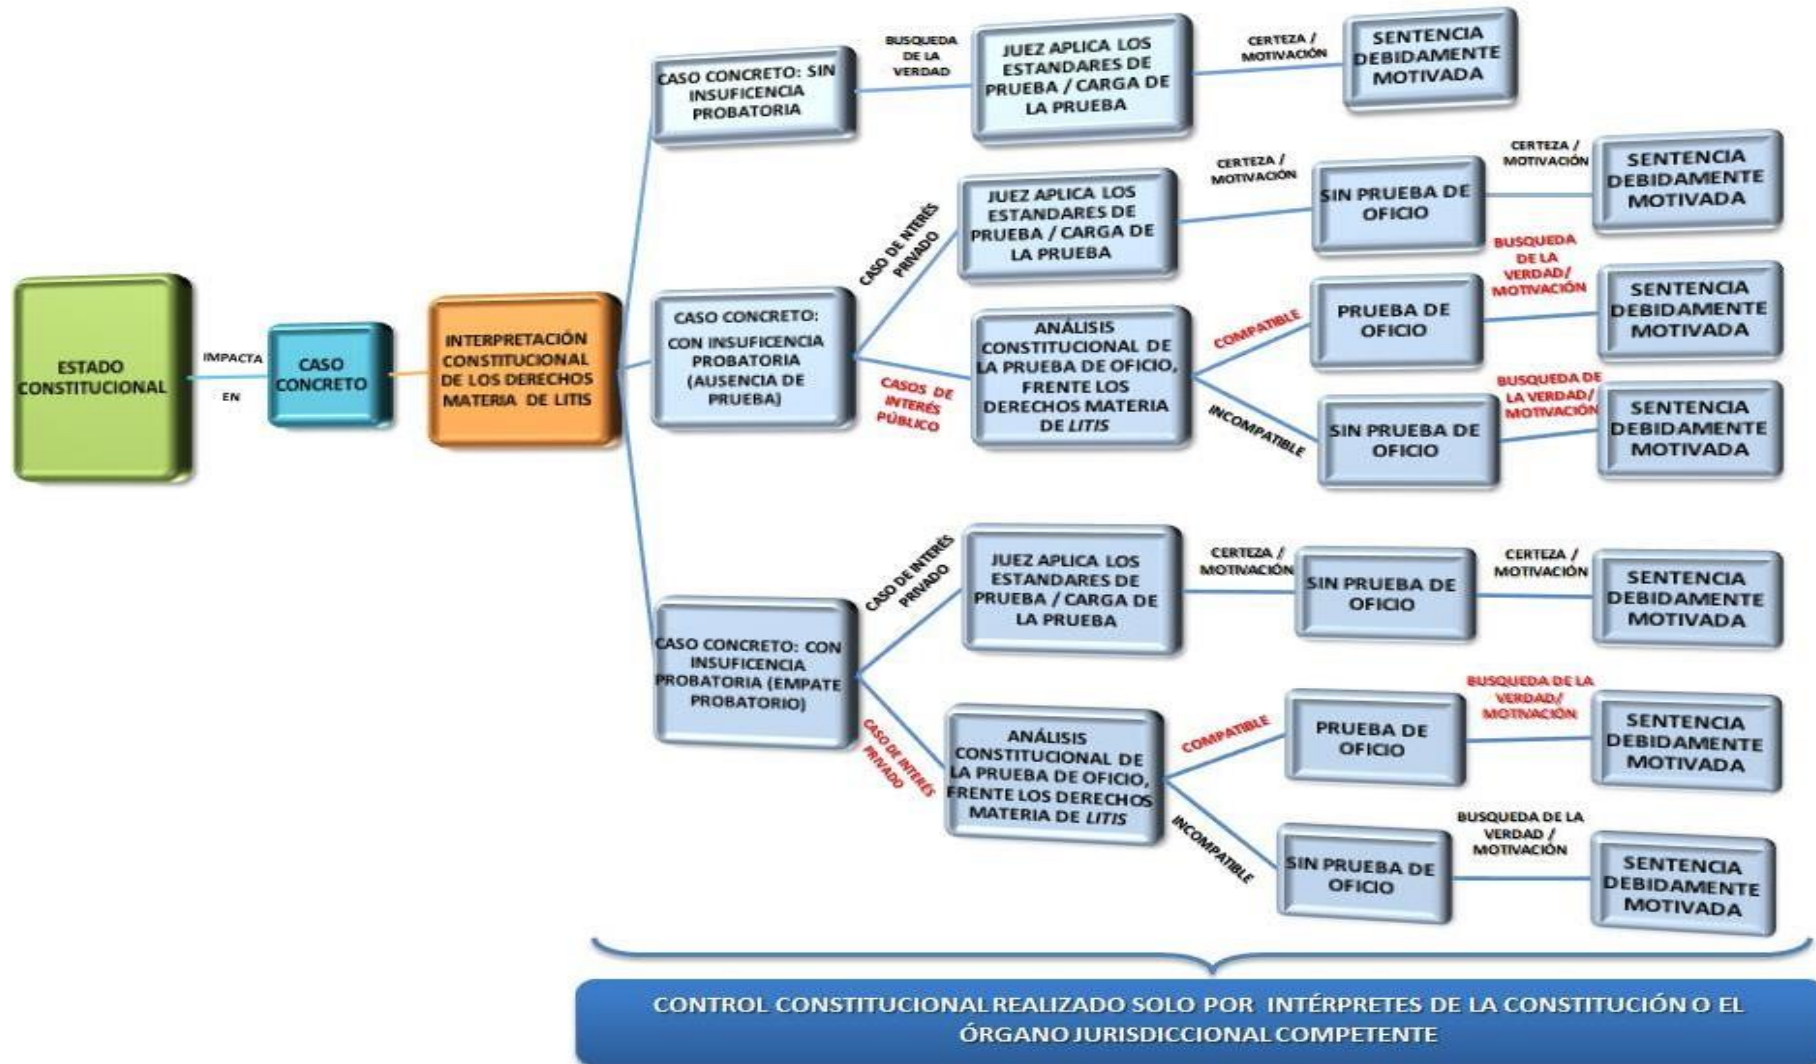 ESTADO
CONSTITUCIONAL
IMPACTA
EN
CASO
CONCRETO
INTERPRETACIÓN
CONSTITUCIONAL
DE LOS DERECHOS
MATERIA DE LITIS
CASO CONCRETO: SIN
INSUFICENCIA
PROBATORIA
BUSQUEDA
DE LA
VERDAD
JUEZ APLICA LOS
ESTANDARES DE
PRUEBA / CARGA DE
LA PRUEBA
CERTEZA /
MOTIVACIÓN
SENTENCIA
DEBIDAMENTE
MOTIVADA
CASO CONCRETO:
CON INSUFICENCIA
PROBATORIA
(AUSENCIA DE
PRUEBA)
CASO DE NTERÉS
PRIVADO
JUEZ APLICA LOS
ESTANDARES DE
PRUEBA / CARGA DE
LA PRUEBA
CERTEZA /
MOTIVACIÓN
SIN PRUEBA DE
OFICIO
CERTEZA /
MOTIVACIÓN
SENTENCIA
DEBIDAMENTE
MOTIVADA
CASOS DE
INTERÉS
PÚBLICO
ANÁLISIS
CONSTITUCIONAL DE
LA PRUEBA DE OFICIO,
FRENTE LOS
DERECHOS MATERIA
DE LITIS
COMPATIBLE
PRUEBA DE
OFICIO
BUSQUEDA
DE LA
VERDAD/
MOTIVACIÓN
SENTENCIA
DEBIDAMENTE
MOTIVADA
INCOMPATIBLE
SIN PRUEBA DE
OFICIO
BUSQUEDA DE
LA VERDAD/
MOTIVACIÓN
SENTENCIA
DEBIDAMENTE
MOTIVADA
CASO CONCRETO: CON
INSUFICENCIA
PROBATORIA (EMPATE
PROBATORIO)
CASO DE INTERÉS
PRIVADO
JUEZ APLICA LOS
ESTANDARES DE
PRUEBA / CARGA DE
LA PRUEBA
CERTEZA /
MOTIVACIÓN
SIN PRUEBA DE
OFICIO
CERTEZA /
MOTIVACIÓN
SENTENCIA
DEBIDAMENTE
MOTIVADA
CASO DE INTERÉS
PRIVADO
ANÁLISIS
CONSTITUCIONAL DE
LA PRUEBA DE OFICIO,
FRENTE LOS DERECHOS
MATERIA DE LITIS
COMPATIBLE
PRUEBA DE
OFICIO
BUSQUEDA DE LA
VERDAD/
MOTIVACIÓN
SENTENCIA
DEBIDAMENTE
MOTIVADA
INCOMPATIBLE
SIN PRUEBA DE
OFICIO
BUSQUEDA DE LA
VERDAD /
MOTIVACIÓN
SENTENCIA
DEBIDAMENTE
MOTIVADA
CONTROL CONSTITUCIONAL REALIZADO SOLO POR INTÉRPRETES DE LA CONSTITUCIÓN O EL
ÓRGANO JURISDICCIONAL COMPETENTE